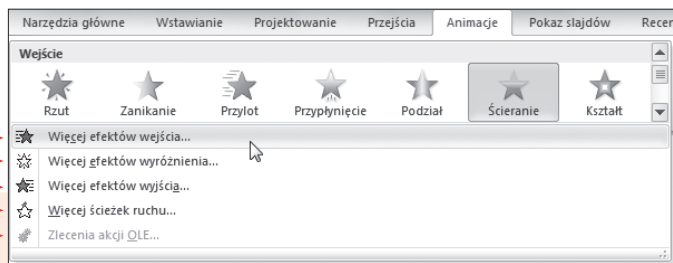 Narzędzia główne Wstawianie Projektowanie Przejścia Animacje Pokaz slajdów Recen
Wejście
Rzut Zanikanie Przylot Przypłynięcie Podział Ścieranie Kształt
Więcej efektów wejścia...
Więcej efektów wyróżnienia...
Więcej efektów wyjścia...
Więcej ścieżek ruchu...
Zlecenia akcji OLE...